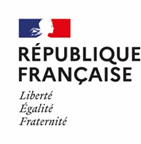 RÉPUBLIQUE
FRANÇAISE
Liberté
Égalité
Fraternité